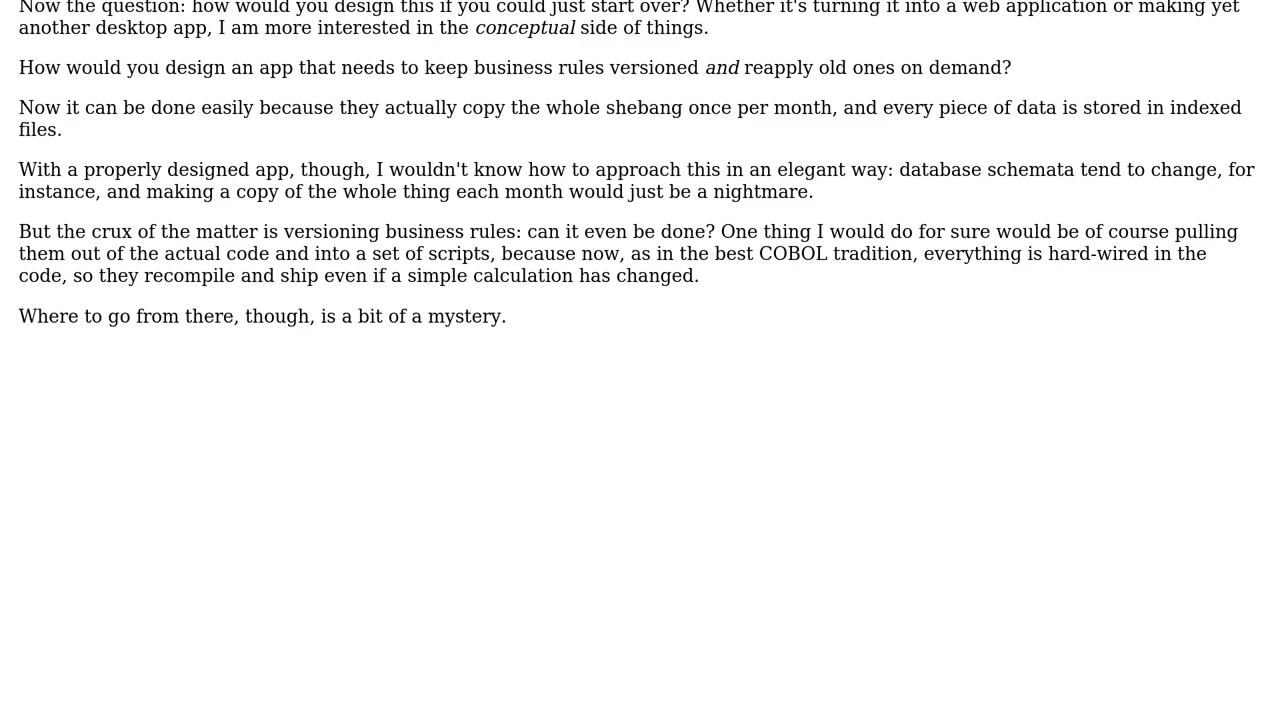 Now the question: how would you design this if you could just start over? Whether it's turning it into a web application or making yet
another desktop app, I am more interested in the conceptual side of things.
How would you design an app that needs to keep business rules versioned and reapply old ones on demand?
Now it can be done easily because they actually copy the whole shebang once per month, and every piece of data is stored in indexed
files.
With a properly designed app, though, I wouldn't know how to approach this in an elegant way: database schemata tend to change, for
instance, and making a copy of the whole thing each month would just be a nightmare.
But the crux of the matter is versioning business rules: can it even be done? One thing I would do for sure would be of course pulling
them out of the actual code and into a set of scripts, because now, as in the best COBOL tradition, everything is hard-wired in the
code, so they recompile and ship even if a simple calculation has changed.
Where to go from there, though, is a bit of a mystery.